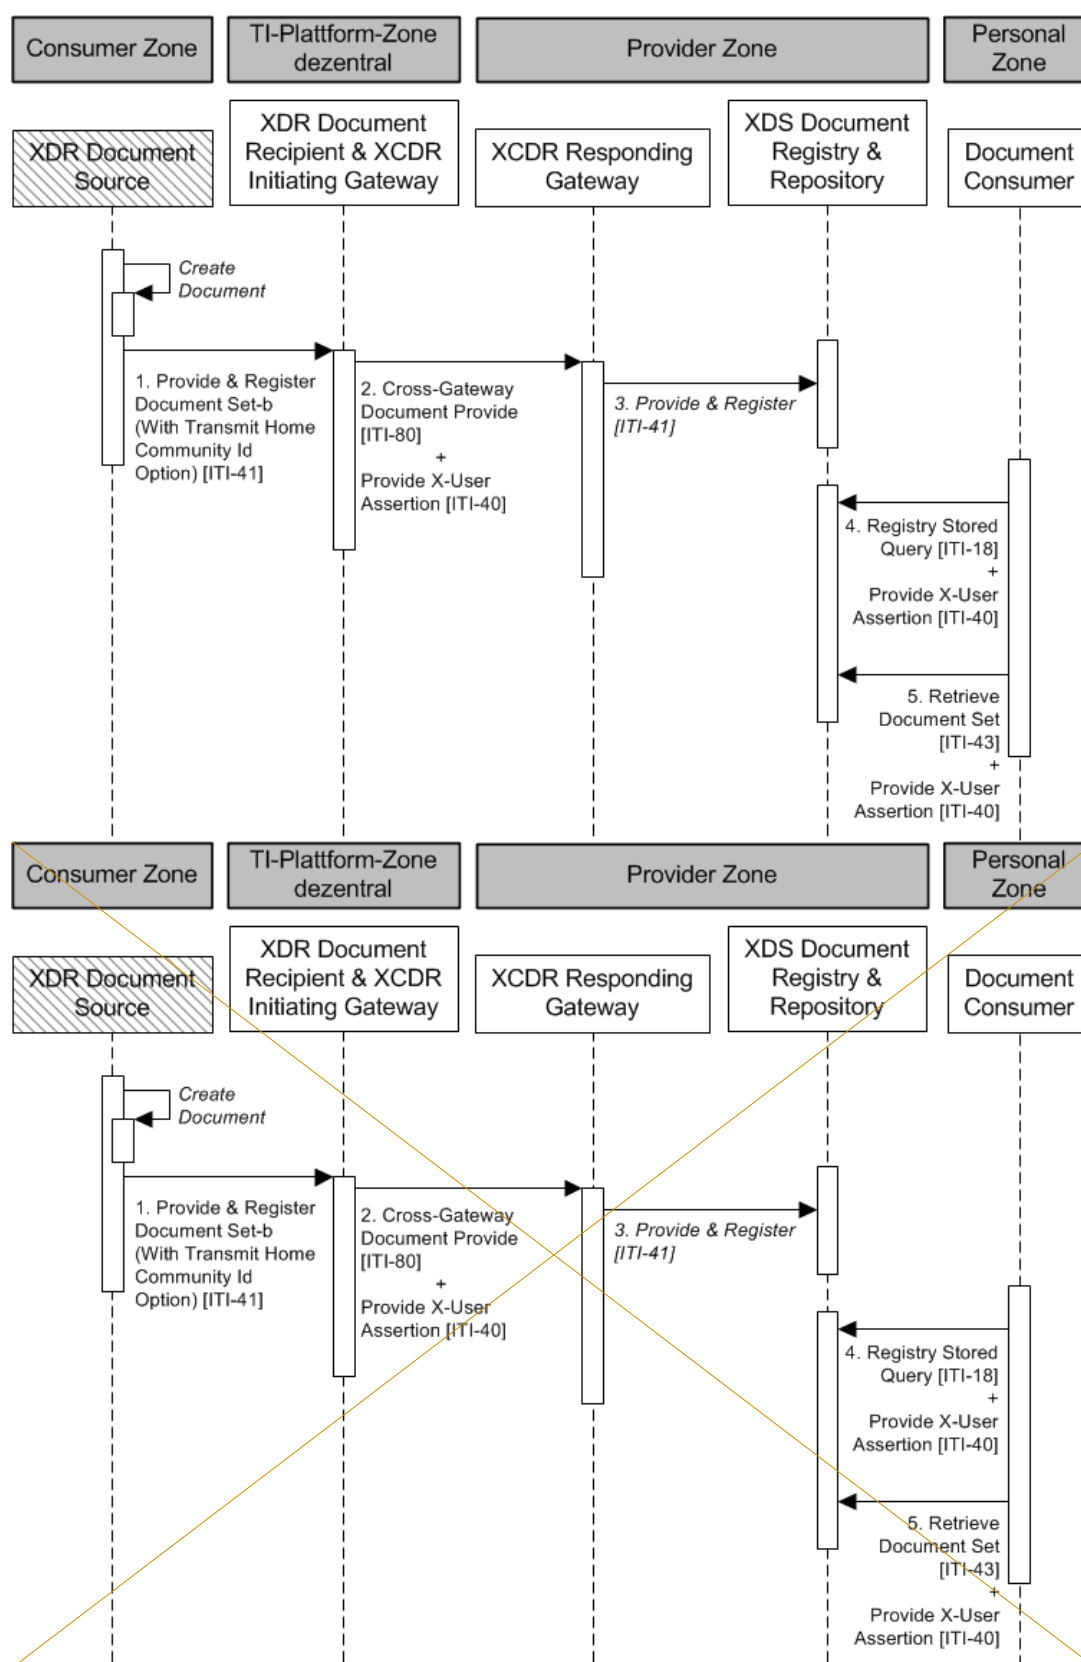 Consumer Zone
TI-Plattform-Zone
dezentral
Provider Zone
Personal
Zone
XDR Document
Source
XDR Document
Recipient & XCDR
Initiating Gateway
XCDR Responding
Gateway
XDS Document
Registry &
Repository
Document
Consumer
Create
Document
1. Provide & Register
Document Set-b
(With Transmit Home
Community Id
Option) [ITI-41]
2. Cross-Gateway
Document Provide
[ITI-80]
+
Provide X-User
Assertion [ITI-40]
3. Provide & Register
[ITI-41]
4. Registry Stored
Query [ITI-18]
+
Provide X-User
Assertion [ITI-40]
5. Retrieve
Document Set
[ITI-43]
+
Provide X-User
Assertion [ITI-40]
Consumer Zone
TI-Plattform-Zone
dezentral
Provider Zone
Personal
Zone
XDR Document
Source
XDR Document
Recipient & XCDR
Initiating Gateway
XCDR Responding
Gateway
XDS Document
Registry &
Repository
Document
Consumer
Create
Document
1. Provide & Register
Document Set-b
(With Transmit Home
Community Id
Option) [ITI-41]
2. Cross-Gateway
Document Provide
[ITI-80]
+
Provide X-User
Assertion [ITI-40]
3. Provide & Register
[ITI-41]
4. Registry Stored
Query [ITI-18]
+
Provide X-User
Assertion [ITI-40]
5. Retrieve
Document Set
[ITI-43]
+
Provide X-User
Assertion [ITI-40]